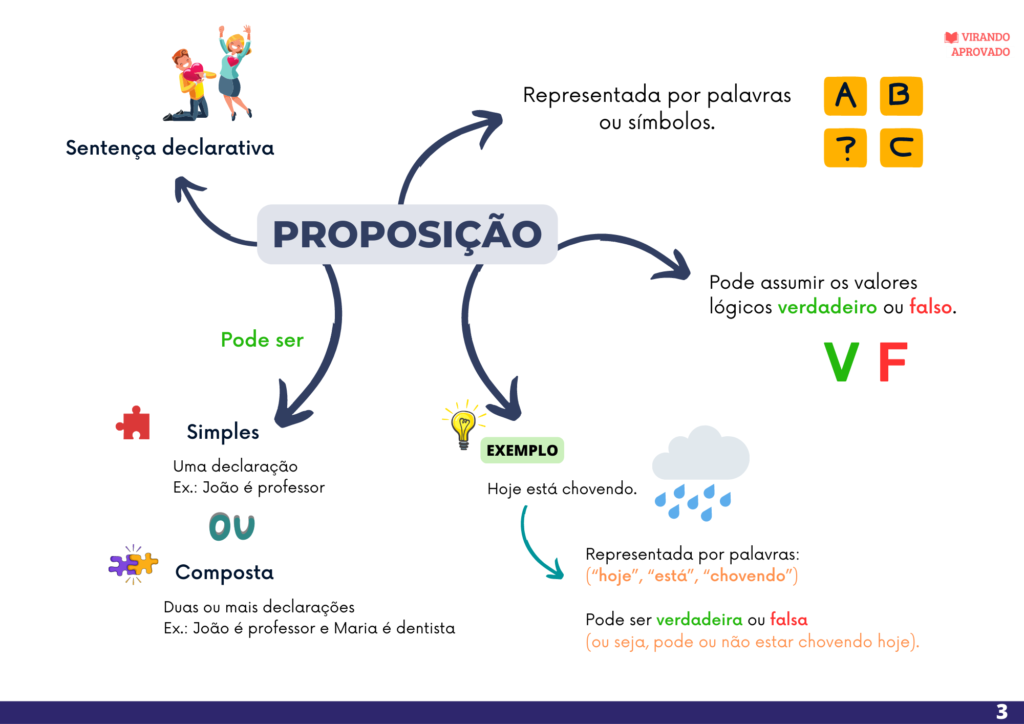 VIRANDO
APROVADO
Representada por palavras
ou símbolos.
A B
? C
Sentença declarativa
PROPOSIÇÃO
Pode assumir os valores
lógicos verdadeiro ou falso.
V F
Pode ser
Simples
Uma declaração
Ex.: João é professor
OU
Composta
Duas ou mais declarações
Ex.: João é professor e Maria é dentista
EXEMPLO
Hoje está chovendo.
Representada por palavras:
(“hoje”, “está”, “chovendo”)
Pode ser verdadeira ou falsa
(ou seja, pode ou não estar chovendo hoje).
3